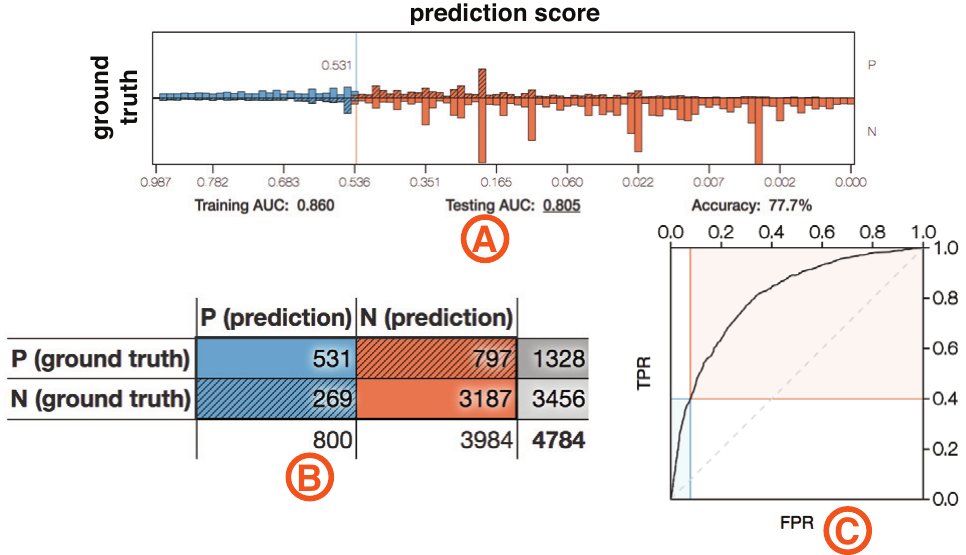 prediction score
ground
truth
0.531
P
N
0.987 0.782 0.683 0.536 0.351 0.165 0.060 0.022 0.007 0.002 0.000
Training AUC: 0.860 Testing AUC: 0.805 Accuracy: 77.7%
A
0.0 0.2 0.4 0.6 0.8 1.0
1.0
0.8
0.6
0.4
0.2
0.0
TPR
FPR
C
P (prediction) N (prediction)
P (ground truth) 531 797 1328
N (ground truth) 269 3187 3456
800 3984 4784
B